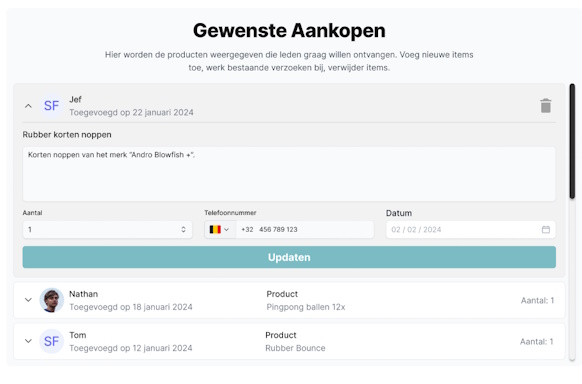 Gewenste Aankopen
Hier worden de producten weergegeven die leden graag willen ontvangen. Voeg nieuwe items
toe, werk bestaande verzoeken bij, verwijder items.
SF
Jef
Toegevoegd op 22 januari 2024
Rubber korten noppen
Korten noppen van het merk "Andro Blowfish +".
Aantal Telefoonnummer Datum
1 +32 456 789 123 02 / 02 / 2024
Updaten
Nathan Product
Toegevoegd op 18 januari 2024 Pingpong ballen 12x Aantal: 1
SF
Tom Product
Toegevoegd op 12 januari 2024 Rubber Bounce Aantal: 1